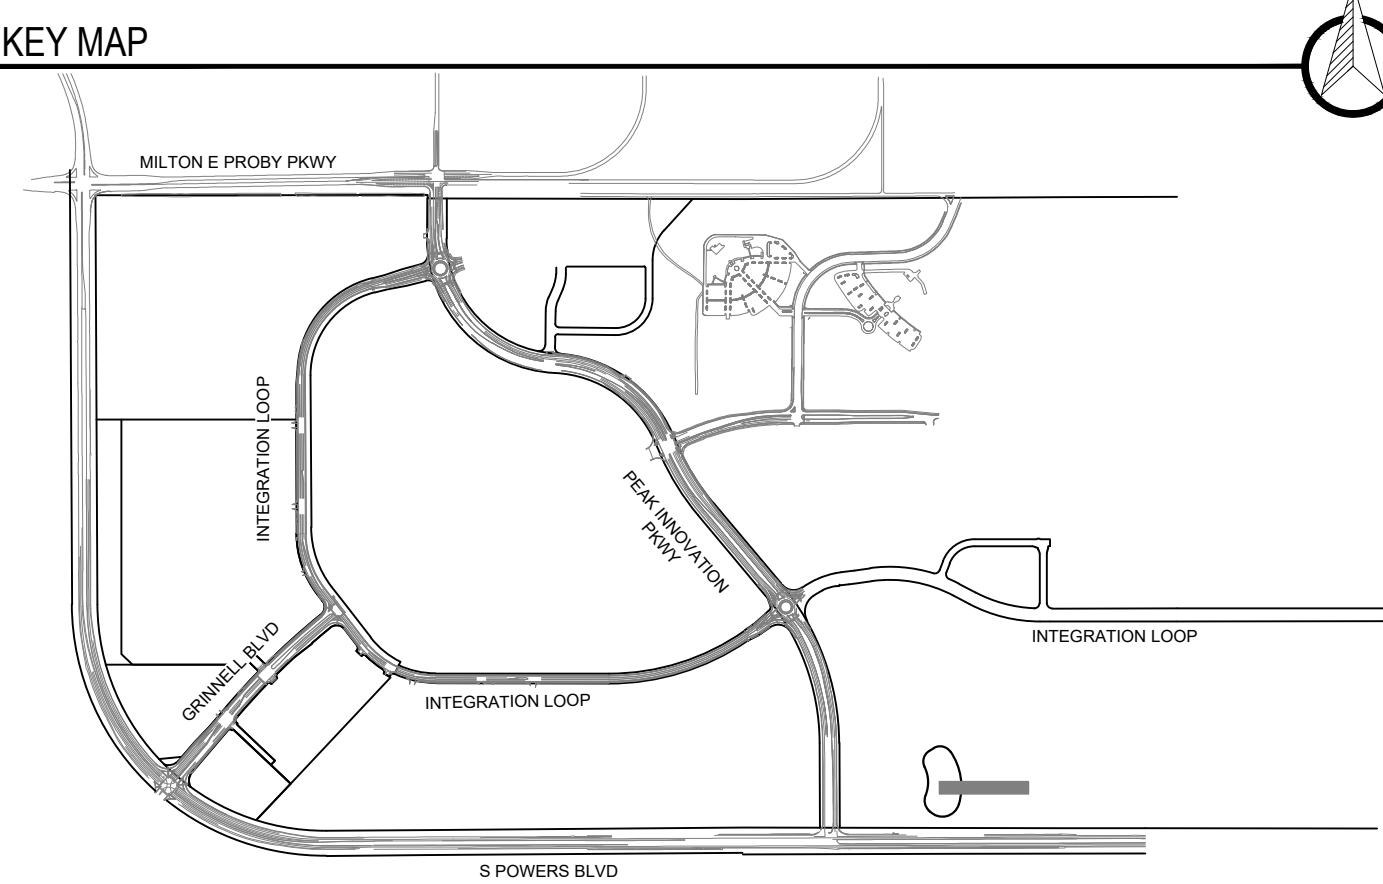 KEY MAP
MILTON E PROBY PKWY
INTEGRATION LOOP
PEAK INNOVATION
PKWY
GRINNELL BLVD
INTEGRATION LOOP
INTEGRATION LOOP
S POWERS BLVD